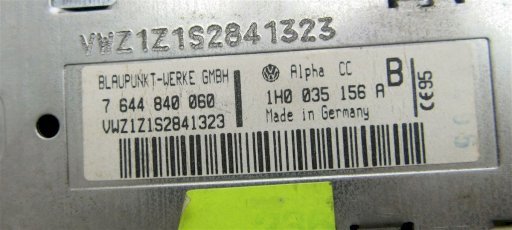 VWZ1Z1S2841323
BLAUPUNKT-WERKE GMBH
7 644 840 060
VWZ1Z1S2841323
Alpha CC
1H0 035 156 A
Made in Germany
B
CE95